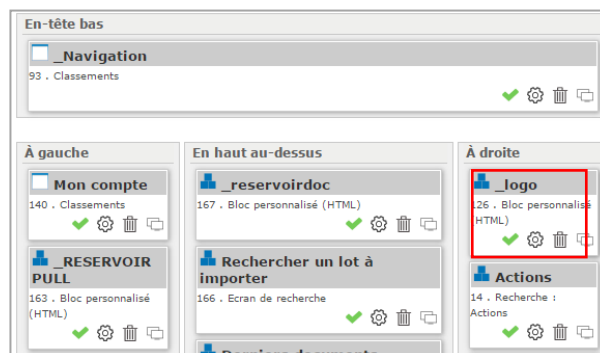 En-tête bas
_Navigation
93 . Classements
À gauche
Mon compte
140 . Classements
_RESERVOIR
PULL
163 . Bloc personnalisé
(HTML)
En haut au-dessus
_reservoirdoc
167 . Bloc personnalisé (HTML)
Rechercher un lot à
importer
166 . Ecran de recherche
Derniers documents
À droite
_logo
126 . Bloc personnalisé
(HTML)
Actions
14 . Recherche :
Actions